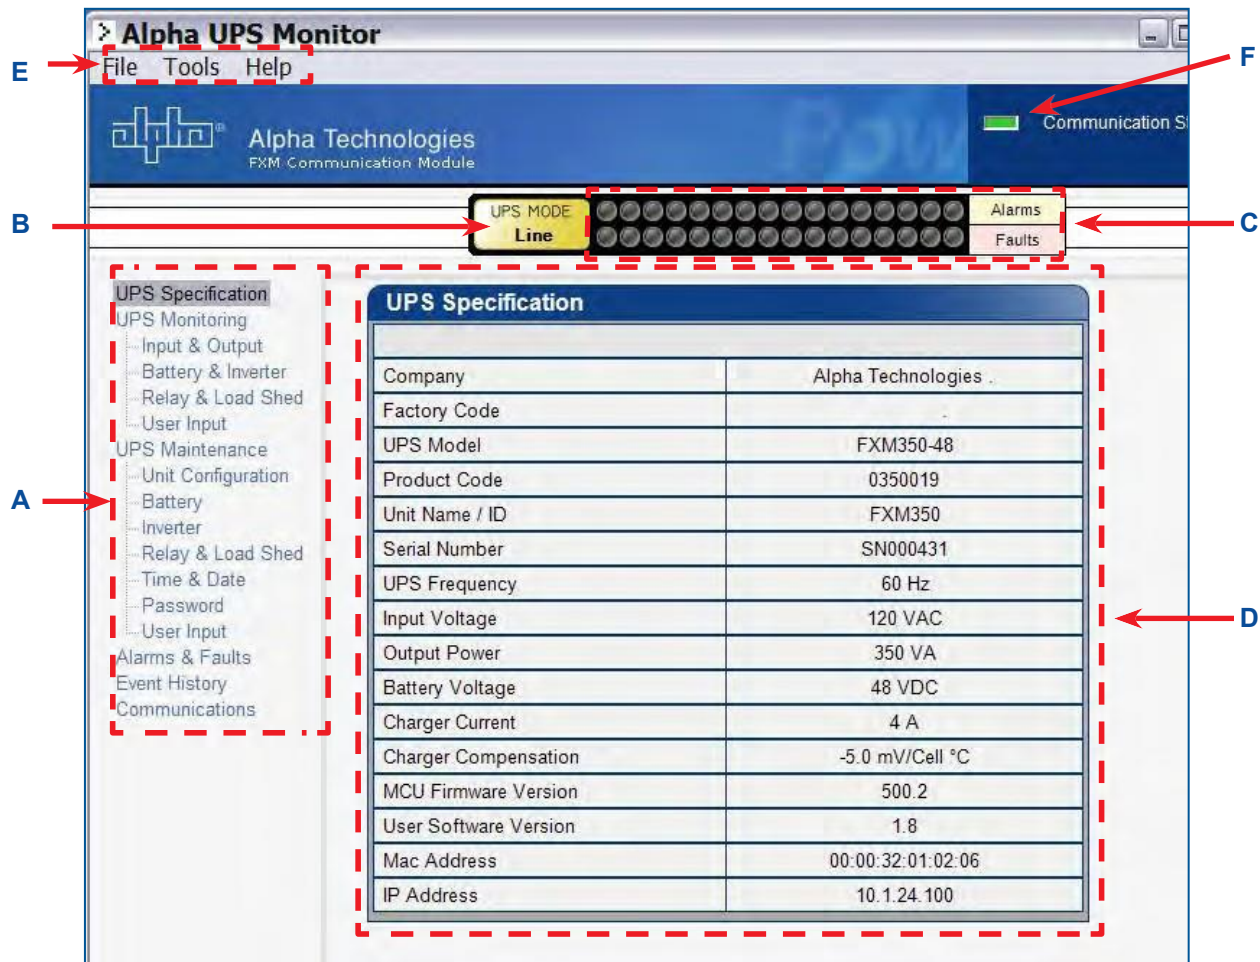 Alpha UPS Monitor
E
File Tools Help
F
alpha®
Alpha Technologies
FXM Communication Module
Pow
Communication S
B
UPS MODE
Line
Alarms
Faults
C
A
UPS Specification
UPS Monitoring
Input & Output
Battery & Inverter
Relay & Load Shed
User Input
UPS Maintenance
Unit Configuration
Battery
Inverter
Relay & Load Shed
Time & Date
Password
User Input
Alarms & Faults
Event History
Communications
UPS Specification
Company Alpha Technologies .
Factory Code .
UPS Model FXM350-48
Product Code 0350019
Unit Name / ID FXM350
Serial Number SN000431
UPS Frequency 60 Hz
Input Voltage 120 VAC
Output Power 350 VA
Battery Voltage 48 VDC
Charger Current 4 A
Charger Compensation -5.0 mV/Cell °C
MCU Firmware Version 500.2
User Software Version 1.8
Mac Address 00:00:32:01:02:06
IP Address 10.1.24.100
D